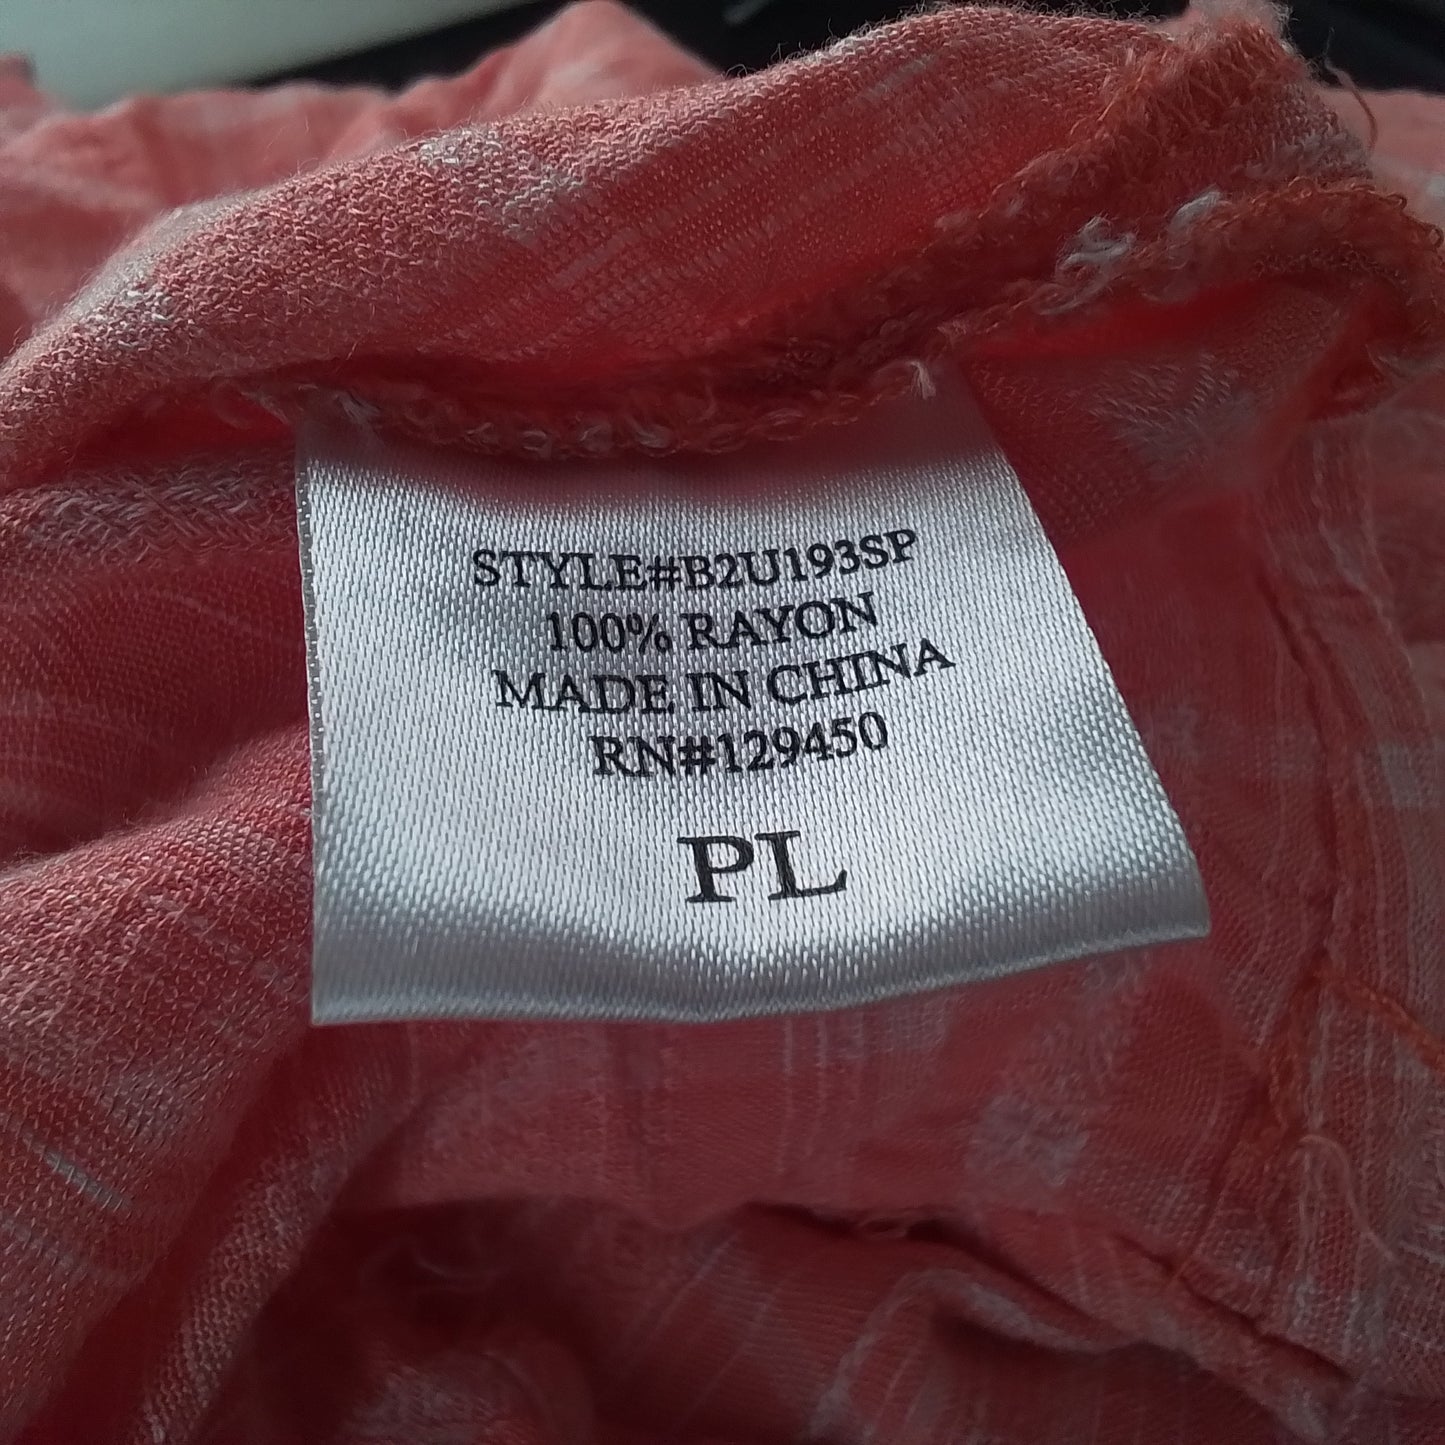 STYLE#B2U193SP
100% RAYON
MADE IN CHINA
RN#129450
PL